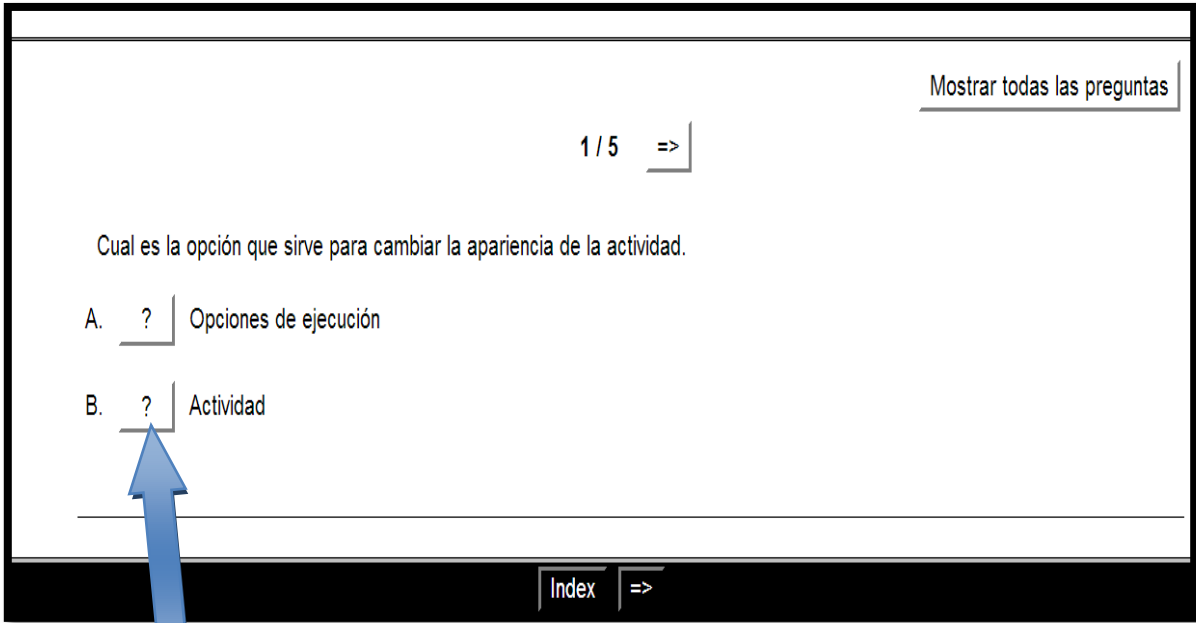 Mostrar todas las preguntas
1 / 5 =>
Cual es la opción que sirve para cambiar la apariencia de la actividad.
A. ? Opciones de ejecución
B. ? Actividad
Index =>